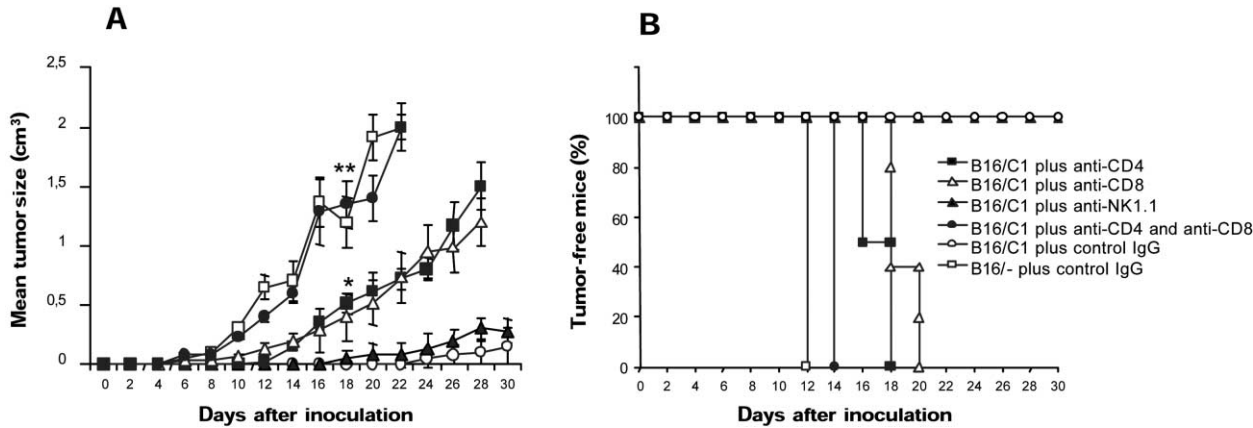 A
Mean tumor size (cm³)
2,5
2
1,5
1
0,5
0
**
*
0 2 4 6 8 10 12 14 16 18 20 22 24 26 28 30
Days after inoculation
B
Tumor-free mice (%)
100
80
60
40
20
0
0 2 4 6 8 10 12 14 16 18 20 22 24 26 28 30
Days after inoculation
B16/C1 plus anti-CD4
B16/C1 plus anti-CD8
B16/C1 plus anti-NK1.1
B16/C1 plus anti-CD4 and anti-CD8
B16/C1 plus control IgG
B16/- plus control IgG